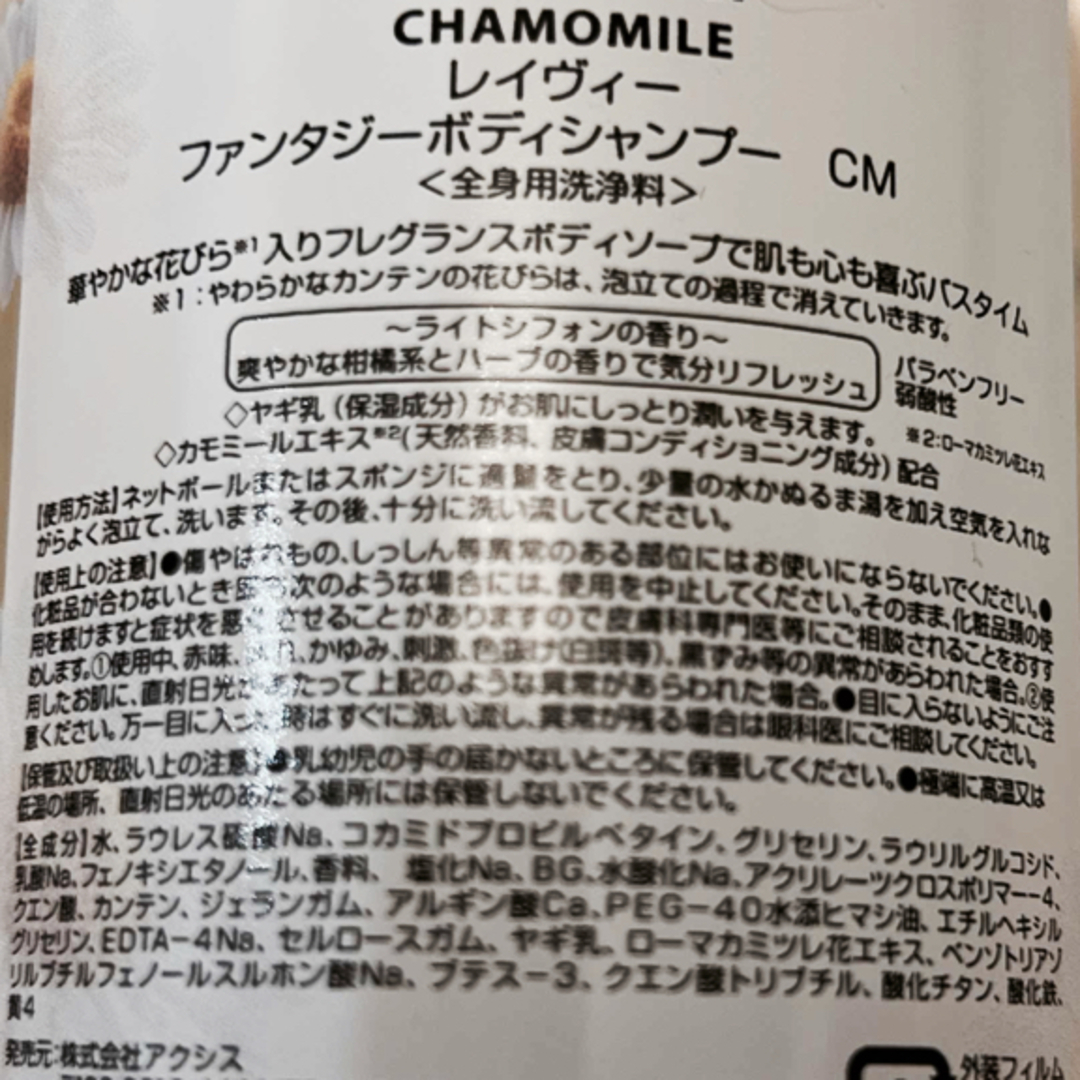 CHAMOMILE
レイヴィー
ファンタジーボディシャンプー CM
<全身用洗浄料>
華やかな花びら※1入りフレグランスボディソープで肌も心も喜ぶバスタイム
※1:やわらかなカンテンの花びらは、泡立ての過程で消えていきます。
～ライトシフォンの香り～
爽やかな柑橘系とハーブの香りで気分リフレッシュ
パラベンフリー
弱酸性
◇ヤギ乳(保湿成分)がお肌にしっとり潤いを与えます。
※2:ローマカミツレ花エキス
◇カモミールエキス※2(天然香料、皮膚コンディショニング成分)配合
【使用方法】ネットボールまたはスポンジに適量をとり、少量の水かぬるま湯を加え空気を入れな
がらよく泡立て、洗います。その後、十分に洗い流してください。
【使用上の注意】●傷やはれもの、しっしん等異常のある部位にはお使いにならないでください。●
化粧品が合わないとき即ち次のような場合には、使用を中止してください。そのまま、化粧品類の使
用を続けますと症状を悪化させることがありますので皮膚科専門医等にご相談されることをおすす
めします。①使用中、赤味、はれ、かゆみ、刺激、色抜け(白斑等)、黒ずみ等の異常があらわれた場合。②使
用したお肌に、直射日光があたって上記のような異常があらわれた場合。●目に入らないようにご注
意ください。万一目に入った時はすぐに洗い流し、異常が残る場合は眼科医にご相談してください。
【保管及び取扱い上の注意】●乳幼児の手の届かないところに保管してください。●極端に高温又は
低温の場所、直射日光のあたる場所には保管しないでください。
【全成分】水、ラウレス硫酸Na、コカミドプロピルベタイン、グリセリン、ラウリルグルコシド、
乳酸Na、フェノキシエタノール、香料、塩化Na、BG、水酸化Na、アクリレーツクロスポリマー-4、
クエン酸、カンテン、ジェランガム、アルギン酸Ca、PEG-40水添ヒマシ油、エチルヘキシル
グリセリン、EDTA-4Na、セルロースガム、ヤギ乳、ローマカミツレ花エキス、ベンゾトリアゾ
リルブチルフェノールスルホン酸Na、ブテス-3、クエン酸トリブチル、酸化チタン、酸化鉄、
黄4
発売元:株式会社アクシス
外装フィルム